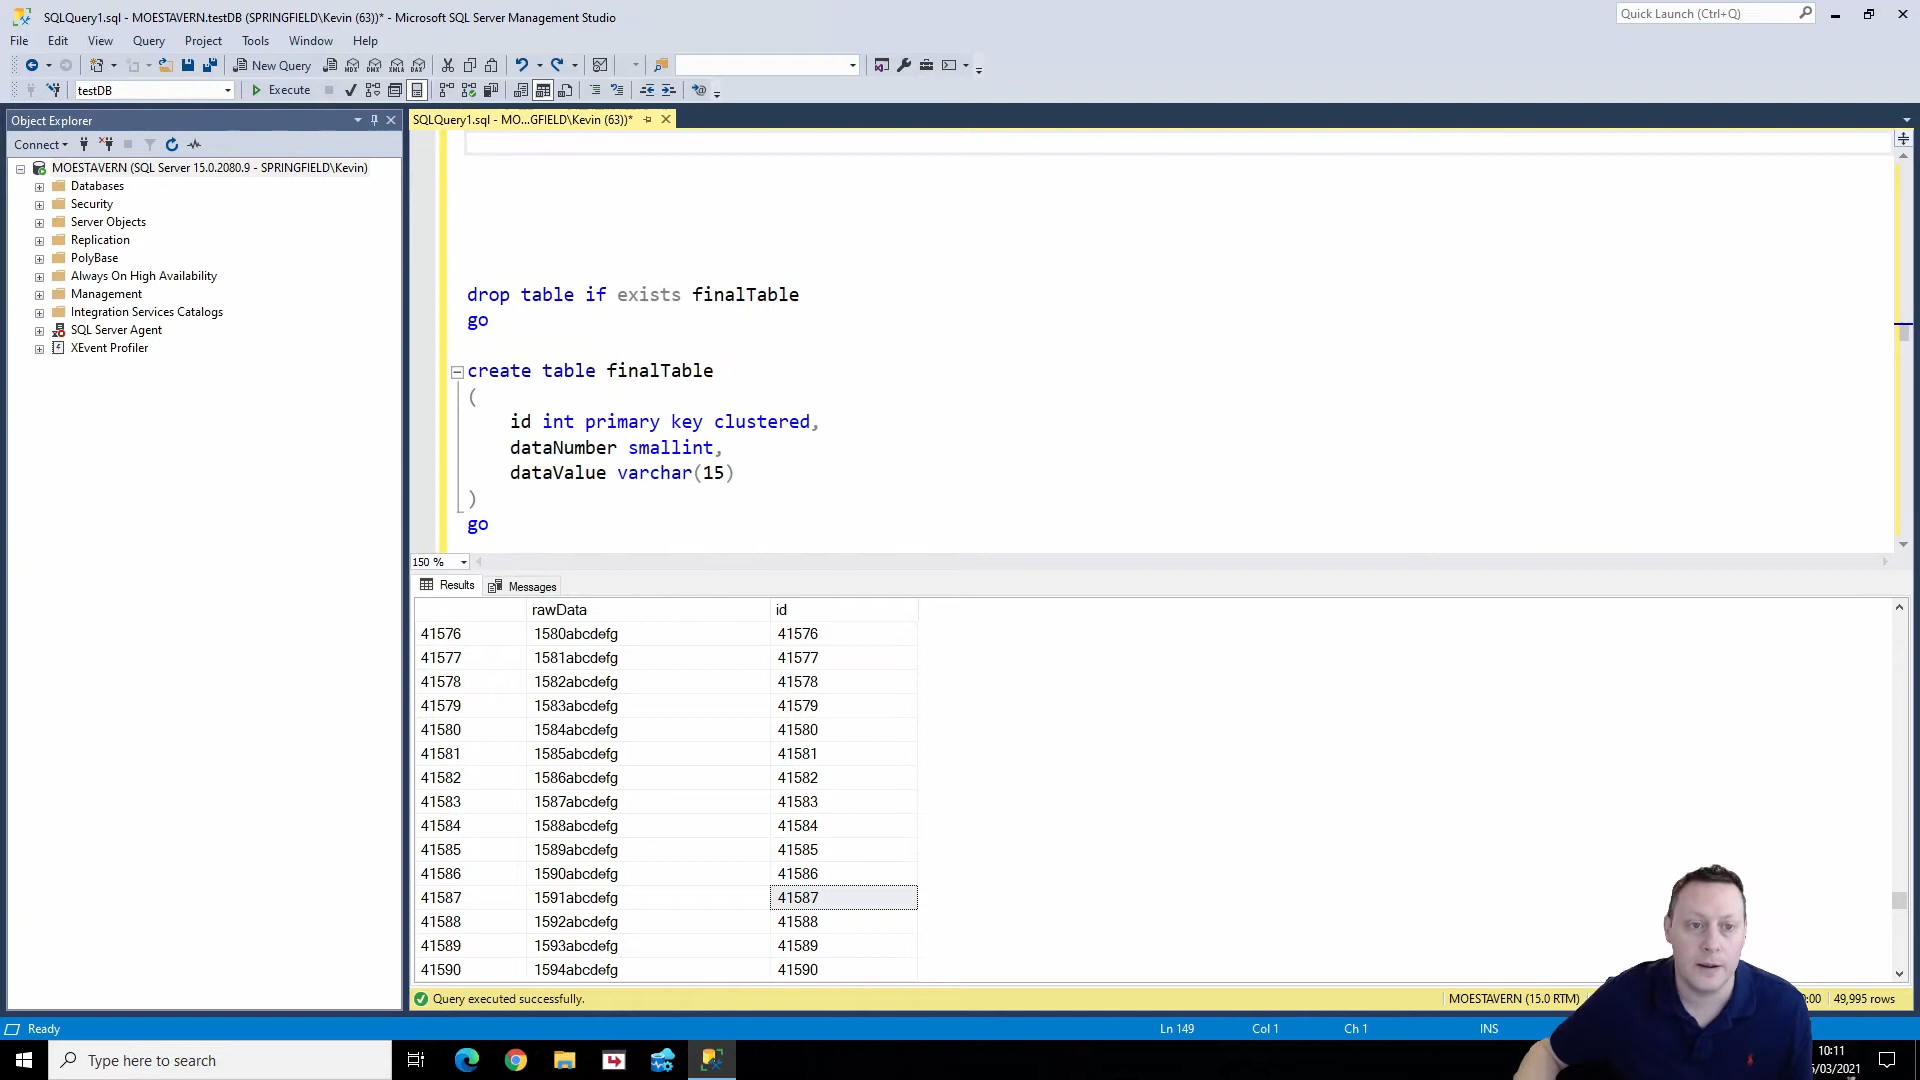 SQLQuery1.sql - MOESTAVERN.testDB (SPRINGFIELD\Kevin (63))* - Microsoft SQL Server Management Studio
Quick Launch (Ctrl+Q)
File Edit View Query Project Tools Window Help
New Query
MDX DMX XMLA DAX
testDB
Execute
Object Explorer
SQLQuery1.sql - MO...GFIELD\Kevin (63))*
Connect
MOESTAVERN (SQL Server 15.0.2080.9 - SPRINGFIELD\Kevin)
Databases
Security
Server Objects
Replication
PolyBase
Always On High Availability
Management
Integration Services Catalogs
SQL Server Agent
XEvent Profiler
drop table if exists finalTable
go
create table finalTable
(
id int primary key clustered,
dataNumber smallint,
dataValue varchar(15)
)
go
150 %
Results Messages
rawData id
41576 1580abcdefg 41576
41577 1581abcdefg 41577
41578 1582abcdefg 41578
41579 1583abcdefg 41579
41580 1584abcdefg 41580
41581 1585abcdefg 41581
41582 1586abcdefg 41582
41583 1587abcdefg 41583
41584 1588abcdefg 41584
41585 1589abcdefg 41585
41586 1590abcdefg 41586
41587 1591abcdefg 41587
41588 1592abcdefg 41588
41589 1593abcdefg 41589
41590 1594abcdefg 41590
Query executed successfully.
MOESTAVERN (15.0 RTM)
:00
49,995 rows
Ready
Ln 149
Col 1
Ch 1
INS
Type here to search
10:11
/03/2021